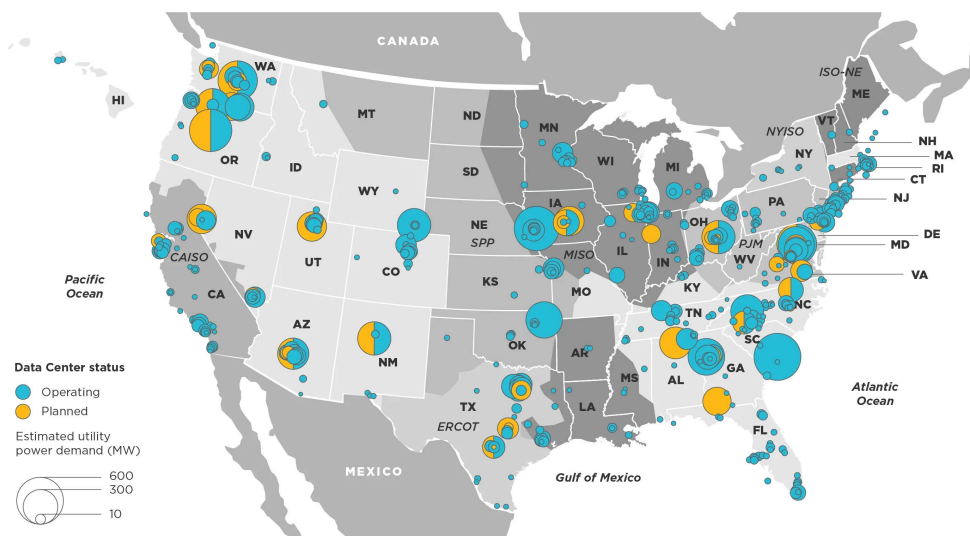 CANADA
WA
ISO-NE
ME
HI
MT
ND
MN
VT
NYISO
NH
OR
ID
WI
MI
NY
MA
RI
SD
CT
WY
IA
PA
NJ
NE
OH
SPP
NV
IL
IN
PJM
DE
MD
CAISO
UT
CO
MISO
WV
Pacific
Ocean
VA
CA
KS
MO
KY
NC
AZ
NM
OK
AR
TN
SC
Data Center status
Operating
Planned
TX
MS
AL
GA
Atlantic
Ocean
LA
ERCOT
FL
Estimated utility
power demand (MW)
MEXICO
Gulf of Mexico
600
300
10